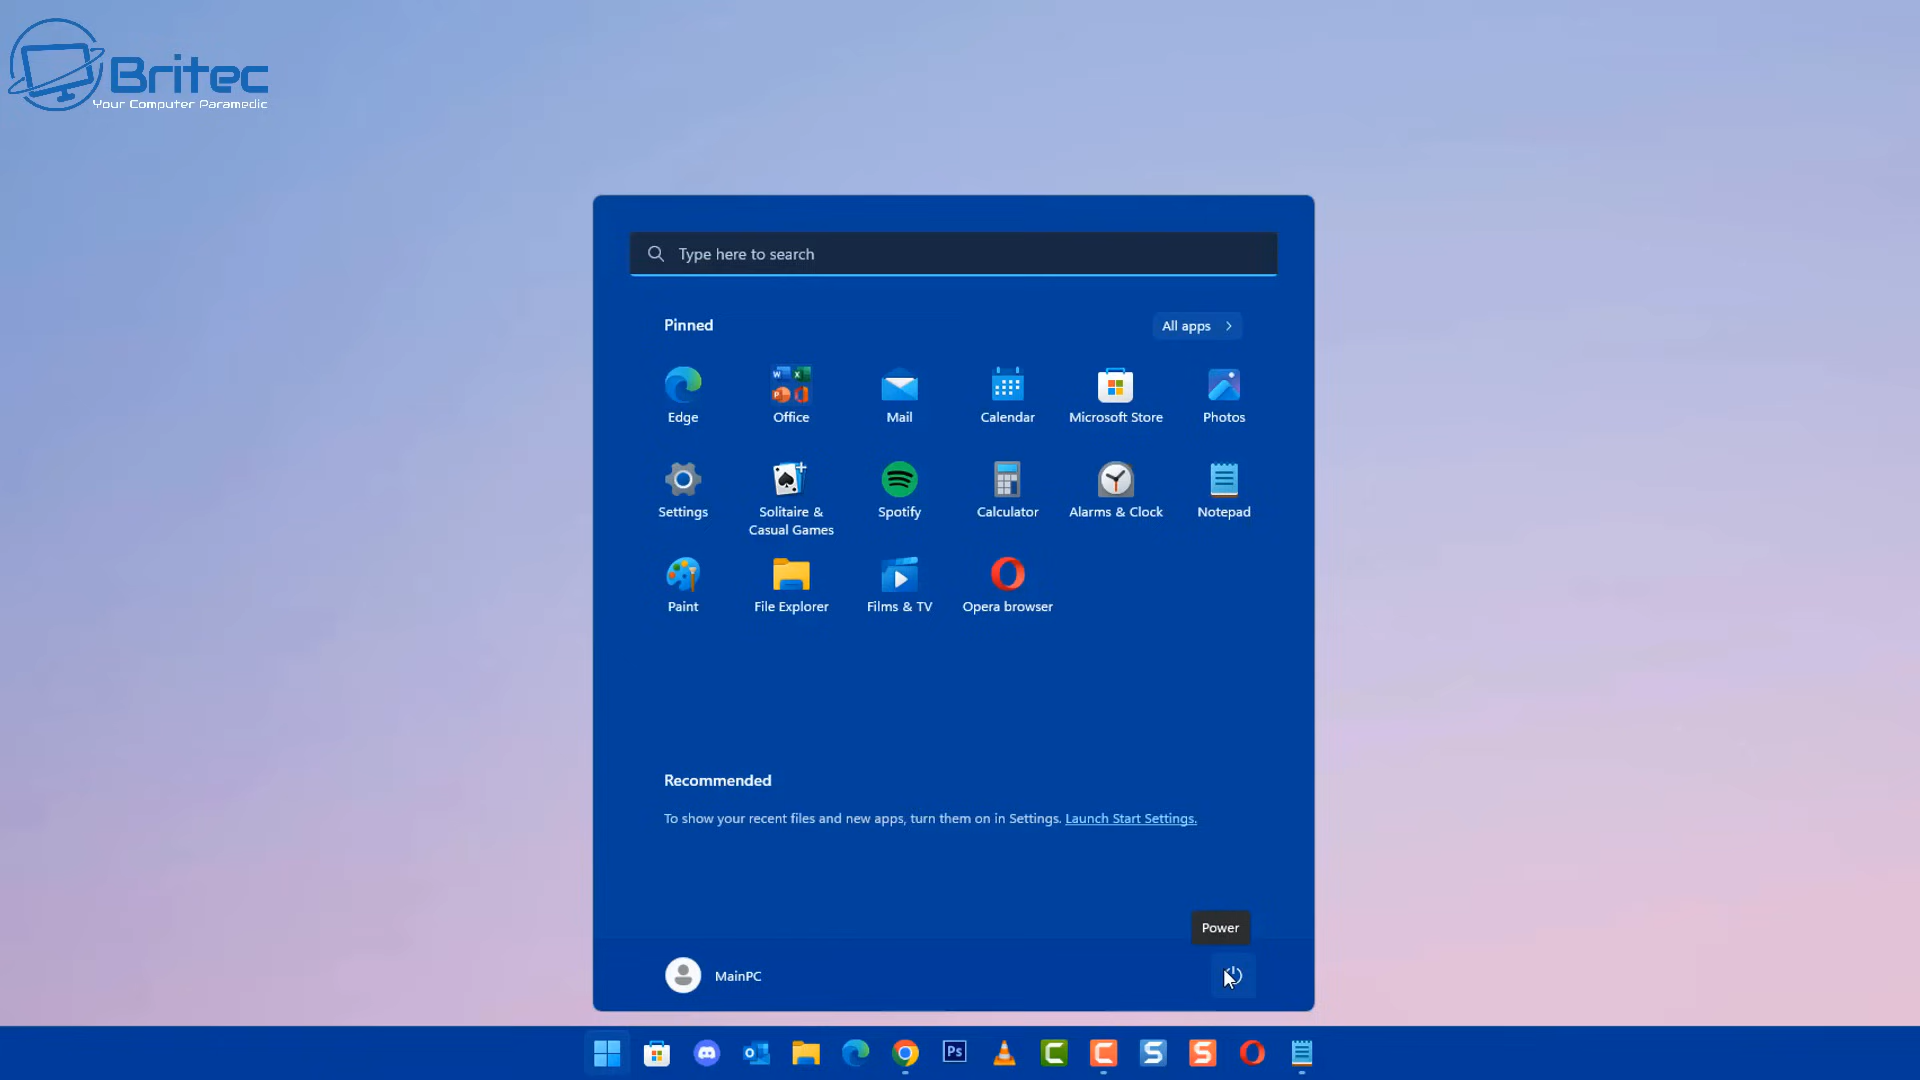 Britec
Your Computer Paramedic
Type here to search
Pinned
All apps
Edge
Office
Mail
Calendar
Microsoft Store
Photos
Settings
Solitaire &
Casual Games
Spotify
Calculator
Alarms & Clock
Notepad
Paint
File Explorer
Films & TV
Opera browser
Recommended
To show your recent files and new apps, turn them on in Settings. Launch Start Settings.
Power
MainPC
Ps